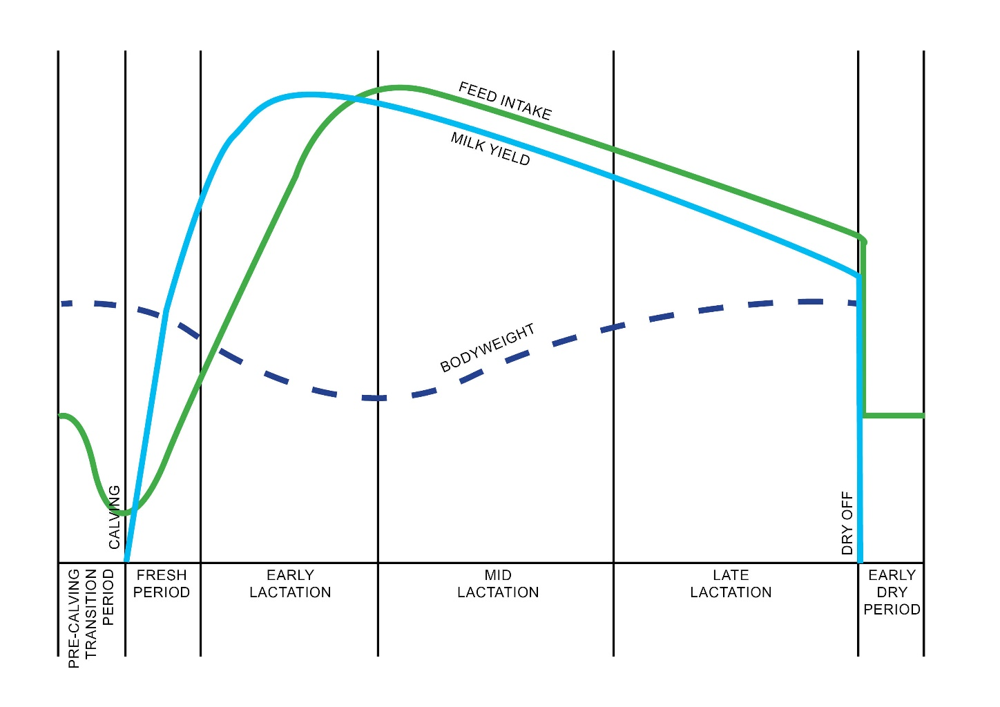 FEED INTAKE
MILK YIELD
BODYWEIGHT
CALVING
DRY OFF
PRE-CALVING
TRANSITION
PERIOD
FRESH
PERIOD
EARLY
LACTATION
MID
LACTATION
LATE
LACTATION
EARLY
DRY
PERIOD